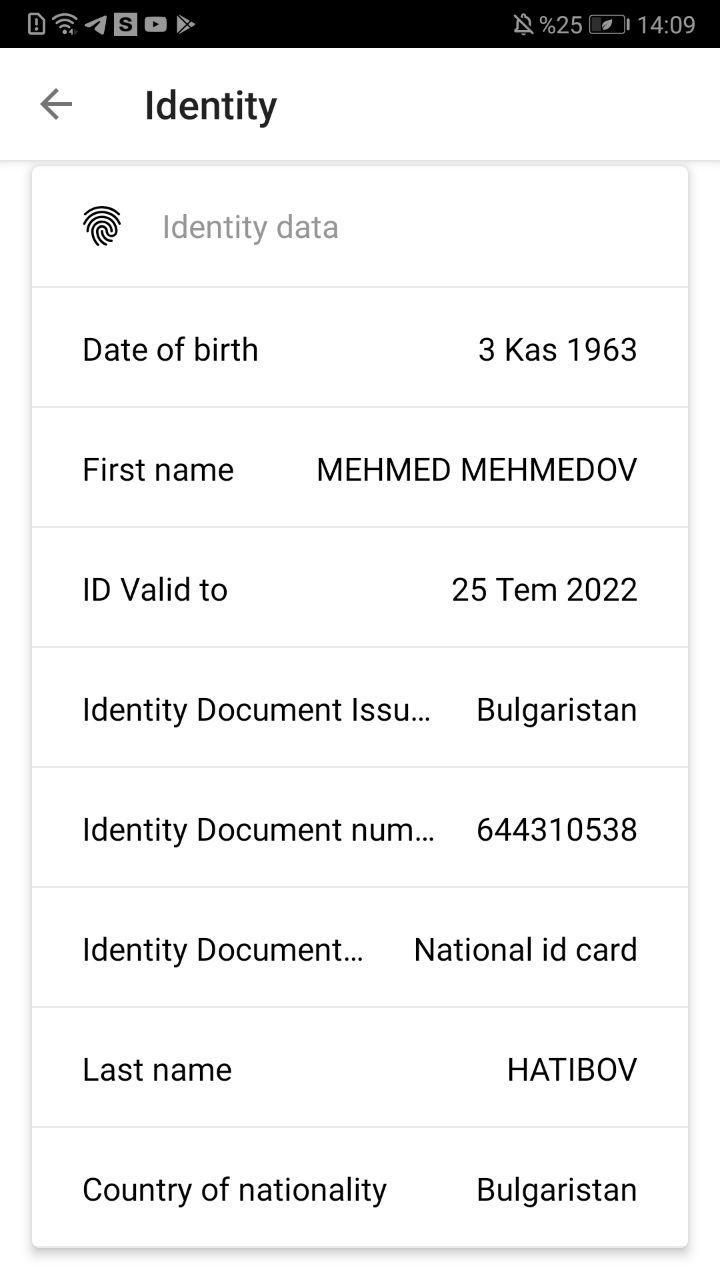 %25 14:09
Identity
Identity data
Date of birth 3 Kas 1963
First name MEHMED MEHMEDOV
ID Valid to 25 Tem 2022
Identity Document Issu... Bulgaristan
Identity Document num... 644310538
Identity Document... National id card
Last name HATIBOV
Country of nationality Bulgaristan